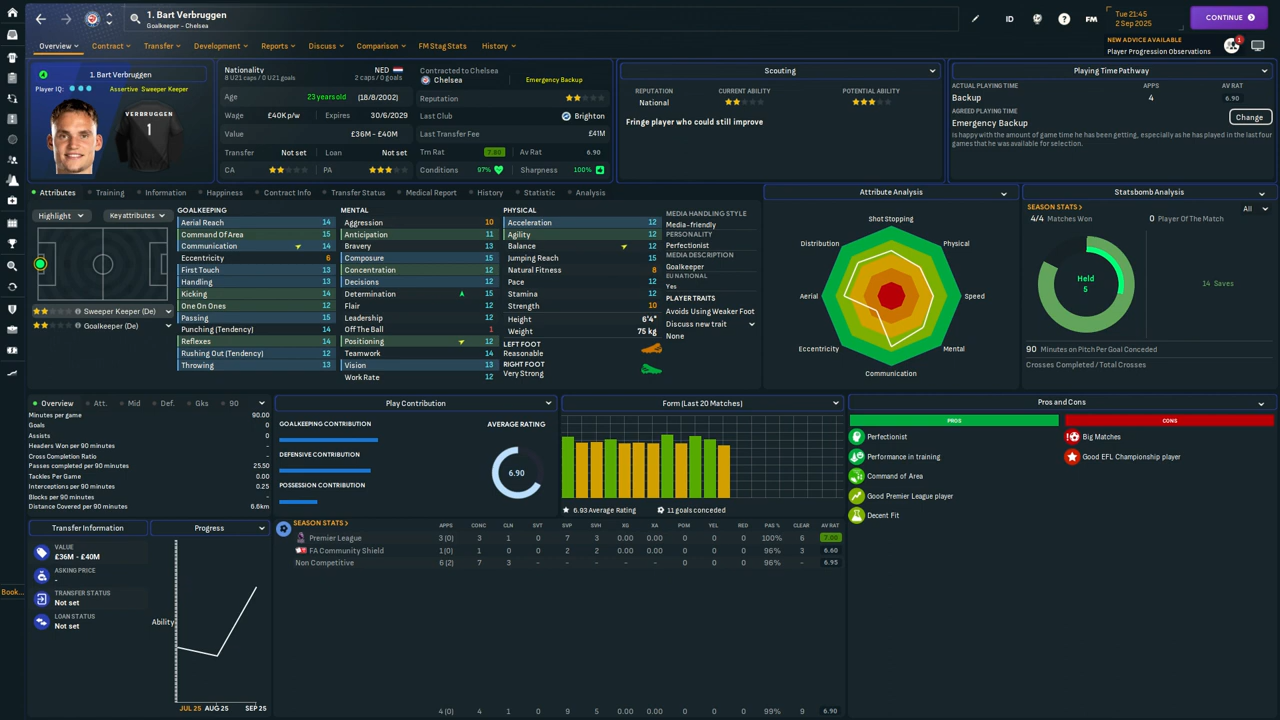 1. Bart Verbruggen
Goalkeeper - Chelsea
ID
FM
Tue 21:45
2 Sep 2025
CONTINUE
Overview
Contract
Transfer
Development
Reports
Discuss
Comparison
FM Stag Stats
History
NEW ADVICE AVAILABLE
Player Progression Observations
1
1. Bart Verbruggen
Player IQ:
Assertive Sweeper Keeper
VERBRUGGEN
1
Nationality NED
8 U21 caps / 0 U21 goals 2 caps / 0 goals
Age 23 years old (18/8/2002)
Wage £40K p/w Expires 30/6/2029
Value £36M - £40M
Transfer Not set Loan Not set
CA PA
Contracted to Chelsea
Chelsea Emergency Backup
Reputation
Last Club Brighton
Last Transfer Fee £41M
Trn Rat 7.80 Av Rat 6.90
Conditions 97% Sharpness 100%
Scouting
REPUTATION CURRENT ABILITY POTENTIAL ABILITY
National
Fringe player who could still improve
Playing Time Pathway
ACTUAL PLAYING TIME APPS AV RAT
Backup 4 6.90
AGREED PLAYING TIME
Emergency Backup
Change
is happy with the amount of game time he has been getting, especially as he has played in the last four
games that he was available for selection.
Attributes
Training
Information
Happiness
Contract Info
Transfer Status
Medical Report
History
Statistic
Analysis
Highlight
Key attributes
Sweeper Keeper (De)
Goalkeeper (De)
GOALKEEPING
Aerial Reach 14
Command Of Area 15
Communication 14
Eccentricity 6
First Touch 13
Handling 13
Kicking 14
One On Ones 12
Passing 15
Punching (Tendency) 14
Reflexes 14
Rushing Out (Tendency) 12
Throwing 13
MENTAL
Aggression 10
Anticipation 11
Bravery 13
Composure 15
Concentration 12
Decisions 12
Determination 15
Flair 12
Leadership 12
Off The Ball 1
Positioning 12
Teamwork 14
Vision 13
Work Rate 12
PHYSICAL
Acceleration 12
Agility 12
Balance 12
Jumping Reach 15
Natural Fitness 8
Pace 12
Stamina 12
Strength 10
Height 6'4"
Weight 75 kg
LEFT FOOT
Reasonable
RIGHT FOOT
Very Strong
MEDIA HANDLING STYLE
Media-friendly
PERSONALITY
Perfectionist
MEDIA DESCRIPTION
Goalkeeper
EU NATIONAL
Yes
PLAYER TRAITS
Avoids Using Weaker Foot
Discuss new trait
None
Attribute Analysis
Shot Stopping
Physical
Speed
Mental
Communication
Eccentricity
Aerial
Distribution
Statsbomb Analysis
SEASON STATS > All
4/4 Matches Won 0 Player Of The Match
Held
5
14 Saves
90 Minutes on Pitch Per Goal Conceded
Crosses Completed / Total Crosses
Overview
Att.
Mid
Def.
Gks
90
Minutes per game 90.00
Goals 0
Assists 0
Headers Won per 90 minutes -
Cross Completion Ratio -
Passes completed per 90 minutes 25.50
Tackles Per Game 0.00
Interceptions per 90 minutes 0.25
Blocks per 90 minutes -
Distance Covered per 90 minutes 6.6km
Play Contribution
GOALKEEPING CONTRIBUTION
DEFENSIVE CONTRIBUTION
POSSESSION CONTRIBUTION
AVERAGE RATING
6.90
Form (Last 20 Matches)
6.93 Average Rating
11 goals conceded
Pros and Cons
PROS
Perfectionist
Performance in training
Command of Area
Good Premier League player
Decent Fit
CONS
Big Matches
Good EFL Championship player
Transfer Information
VALUE
£36M - £40M
ASKING PRICE
-
TRANSFER STATUS
Not set
LOAN STATUS
Not set
Book...
Progress
Ability
JUL 25
AUG 25
SEP 25
SEASON STATS > APPS CONC CLN SVT SVP SVH XG XA POM YEL RED PAS % CLEAR AV RAT
Premier League 3 (0) 3 1 0 7 3 0.00 0.00 0 0 0 100% 6 7.00
FA Community Shield 1 (0) 1 0 0 2 2 0.00 0.00 0 0 0 96% 3 6.60
Non Competitive 6 (2) 7 3 - - - 0.00 0.00 0 0 0 96% - 6.95
4 (0) 4 1 0 9 5 0.00 0.00 0 0 0 99% 9 6.90